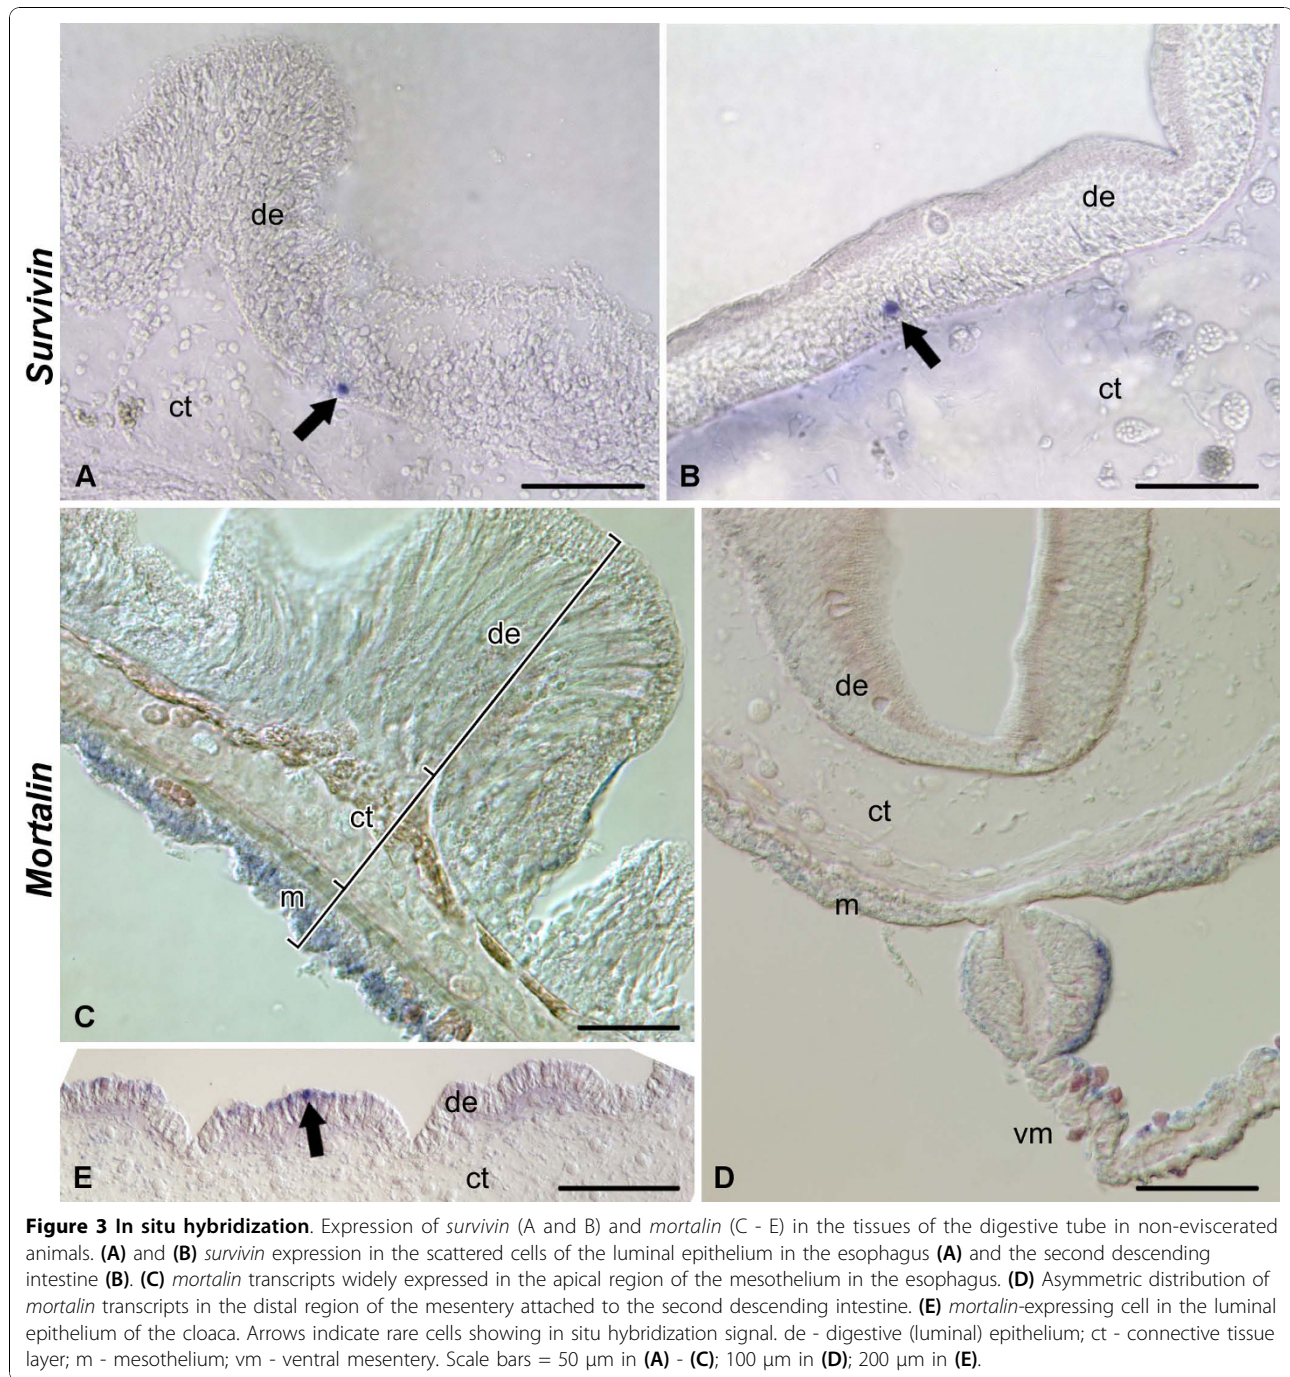 Survivin
de
ct
A
de
ct
B
Mortalin
de
ct
m
C
de
ct
m
vm
D
de
ct
E
Figure 3 In situ hybridization. Expression of survivin (A and B) and mortalin (C - E) in the tissues of the digestive tube in non-eviscerated
animals. (A) and (B) survivin expression in the scattered cells of the luminal epithelium in the esophagus (A) and the second descending
intestine (B). (C) mortalin transcripts widely expressed in the apical region of the mesothelium in the esophagus. (D) Asymmetric distribution of
mortalin transcripts in the distal region of the mesentery attached to the second descending intestine. (E) mortalin-expressing cell in the luminal
epithelium of the cloaca. Arrows indicate rare cells showing in situ hybridization signal. de - digestive (luminal) epithelium; ct - connective tissue
layer; m - mesothelium; vm - ventral mesentery. Scale bars = 50 μm in (A) - (C); 100 μm in (D); 200 μm in (E).